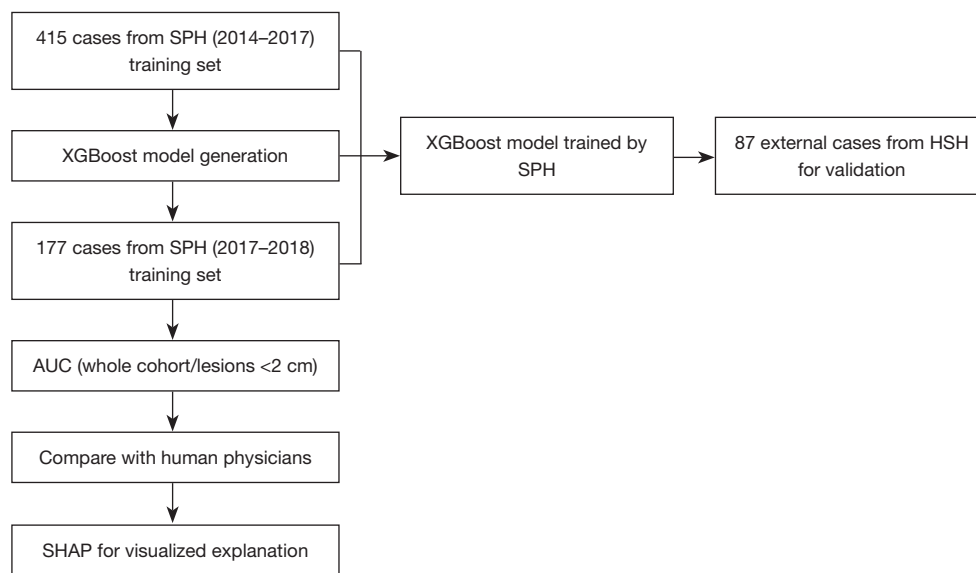 415 cases from SPH (2014–2017)
training set
XGBoost model generation
177 cases from SPH (2017–2018)
training set
AUC (whole cohort/lesions <2 cm)
Compare with human physicians
SHAP for visualized explanation
XGBoost model trained by
SPH
87 external cases from HSH
for validation